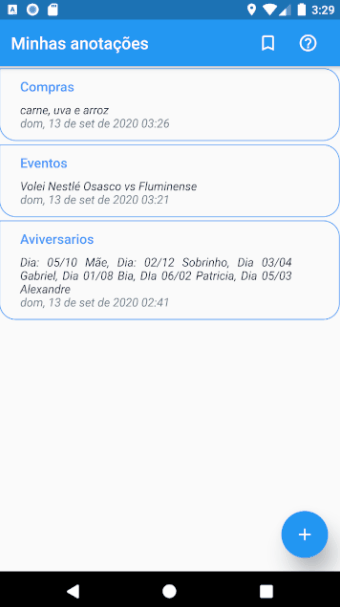 3:29
Minhas anotações
Compras
carne, uva e arroz
dom, 13 de set de 2020 03:26
Eventos
Volei Nestlé Osasco vs Fluminense
dom, 13 de set de 2020 03:21
Aviversarios
Dia: 05/10 Mãe, Dia: 02/12 Sobrinho, Dia 03/04
Gabriel, Dia 01/08 Bia, DIa 06/02 Patricia, Dia 05/03
Alexandre
dom, 13 de set de 2020 02:41